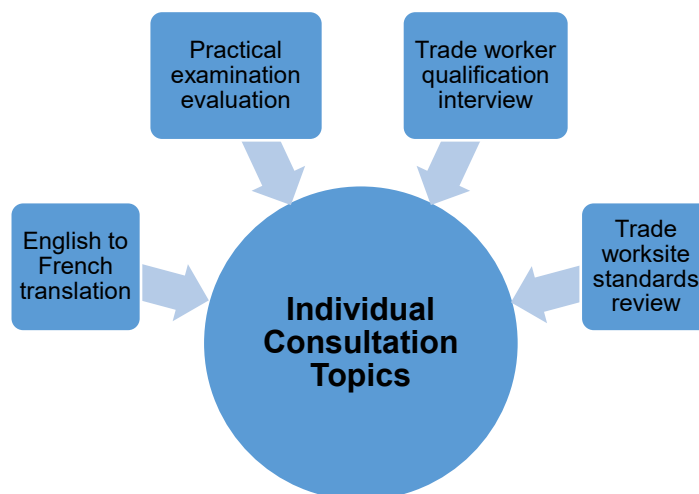 Practical
examination
evaluation
Trade worker
qualification
interview
English to
French
translation
Trade
worksite
standards
review
Individual
Consultation
Topics